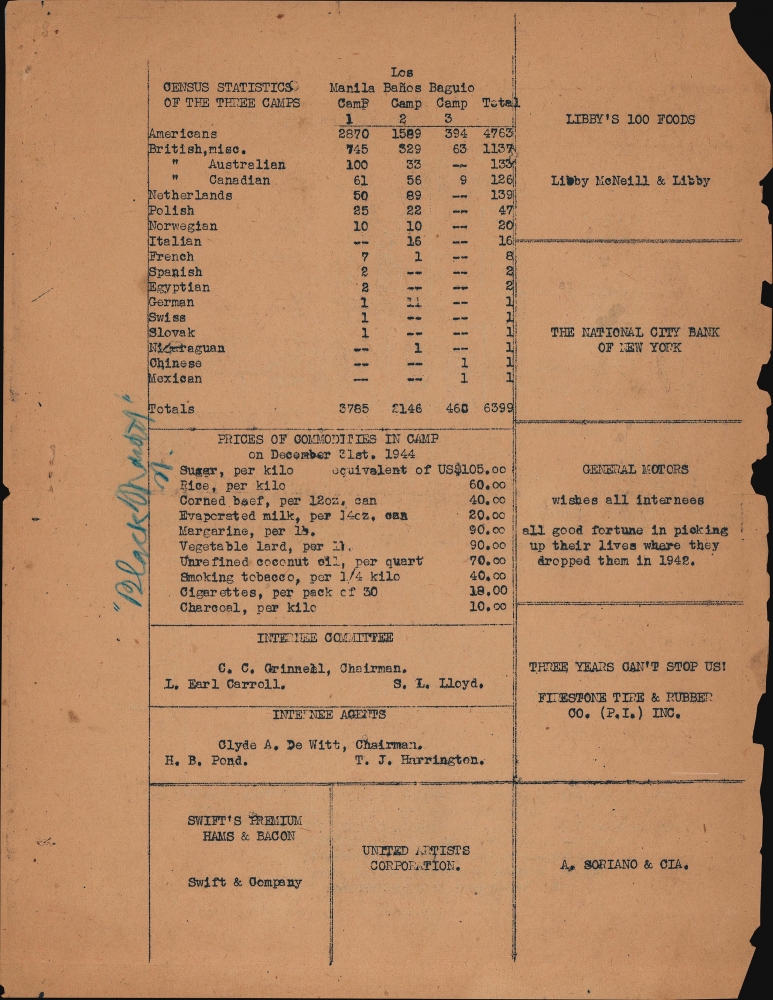 Los
CENSUS STATISTICS Manila Baños Baguio
OF THE THREE CAMPS Camp Camp Camp Total
1 2 3
Americans 2870 1589 394 4763
British,misc. 745 329 63 1137
" Australian 100 33 -- 133
" Canadian 61 56 9 126
Netherlands 50 89 -- 139
Polish 25 22 -- 47
Norwegian 10 10 -- 20
Italian -- 16 -- 16
French 7 1 -- 8
Spanish 2 -- -- 2
Egyptian 2 -- -- 2
German 1 -- 1
Swiss 1 -- -- 1
Slovak 1 -- -- 1
Nicaraguan -- 1 -- 1
Chinese -- -- 1 1
Mexican -- -- 1 1
Totals 3785 2146 468 6399
PRICES OF COMMODITIES IN CAMP
on December 31st. 1944
Sugar, per kilo equivalent of US$105.00
Rice, per kilo 60.00
Corned beef, per 12oz. can 40.00
Evaporated milk, per 14oz. can 20.00
Margarine, per lb. 90.00
Vegetable lard, per lb. 90.00
Unrefined coconut oil, per quart 70.00
Smoking tobacco, per 1/4 kilo 40.00
Cigarettes, per pack of 30 18.00
Charcoal, per kilo 10.00
"Black Market"
INTERNEE COMMITTEE
C. C. Grinnell, Chairman.
L. Earl Carroll. S. L. Lloyd.
INTERNEE AGENTS
Clyde A. De Witt, Chairman.
H. B. Pond. T. J. Harrington.
LIBBY'S 100 FOODS
Libby McNeill & Libby
THE NATIONAL CITY BANK
OF NEW YORK
GENERAL MOTORS
wishes all internees
all good fortune in picking
up their lives where they
dropped them in 1942.
THREE YEARS CAN'T STOP US!
FIRESTONE TIRE & RUBBER
CO. (P.I.) INC.
SWIFT'S PREMIUM
HAMS & BACON
Swift & Company
UNITED ARTISTS
CORPORATION.
A. SORIANO & CIA.